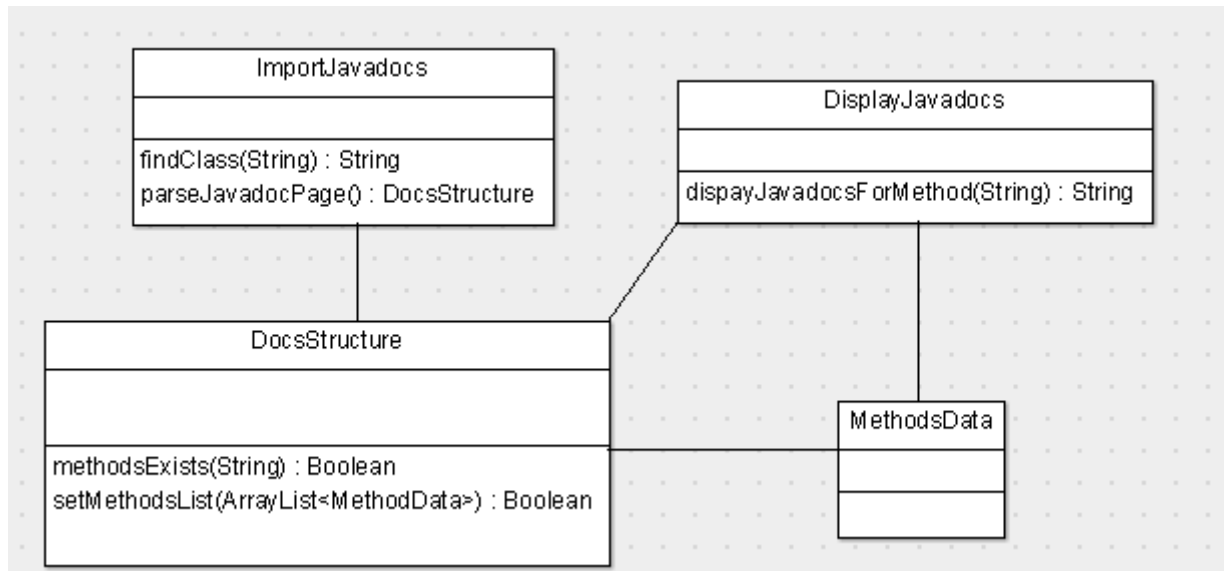 ImportJavadocs
findClass(String) : String
parseJavadocPage() : DocsStructure
DisplayJavadocs
dispayJavadocsForMethod(String) : String
DocsStructure
methodsExists(String) : Boolean
setMethodsList(ArrayList<MethodData>) : Boolean
MethodsData